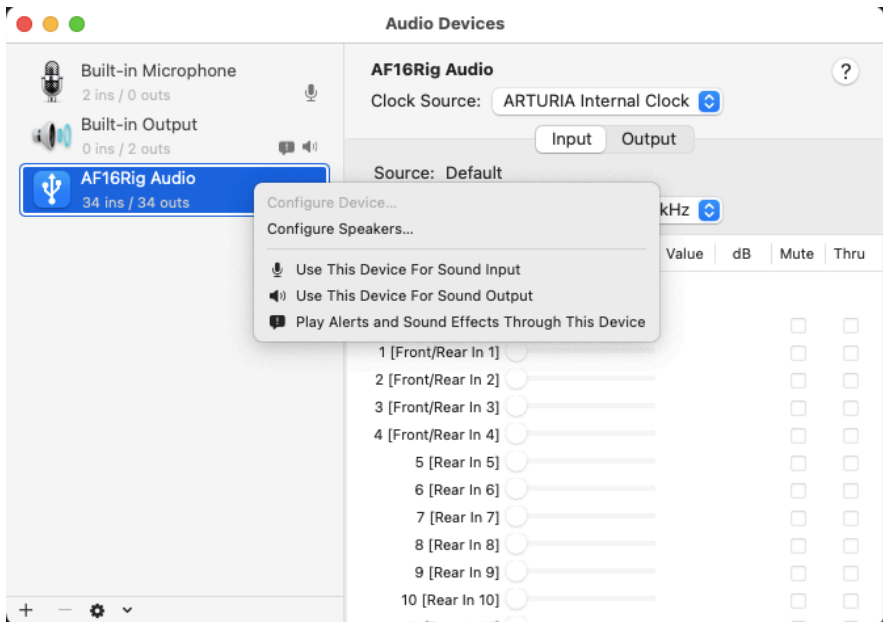 Audio Devices
Built-in Microphone
2 ins / 0 outs
Built-in Output
0 ins / 2 outs
AF16Rig Audio
34 ins / 34 outs
AF16Rig Audio
?
Clock Source: ARTURIA Internal Clock
Input Output
Source: Default
kHz
Configure Device...
Configure Speakers...
Use This Device For Sound Input
Use This Device For Sound Output
Play Alerts and Sound Effects Through This Device
Value dB Mute Thru
1 [Front/Rear In 1]
2 [Front/Rear In 2]
3 [Front/Rear In 3]
4 [Front/Rear In 4]
5 [Rear In 5]
6 [Rear In 6]
7 [Rear In 7]
8 [Rear In 8]
9 [Rear In 9]
10 [Rear In 10]